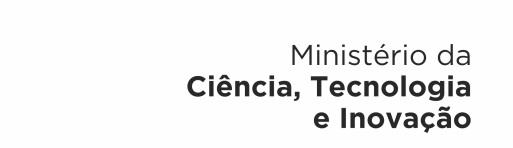 Ministério da
Ciência, Tecnologia
e Inovação